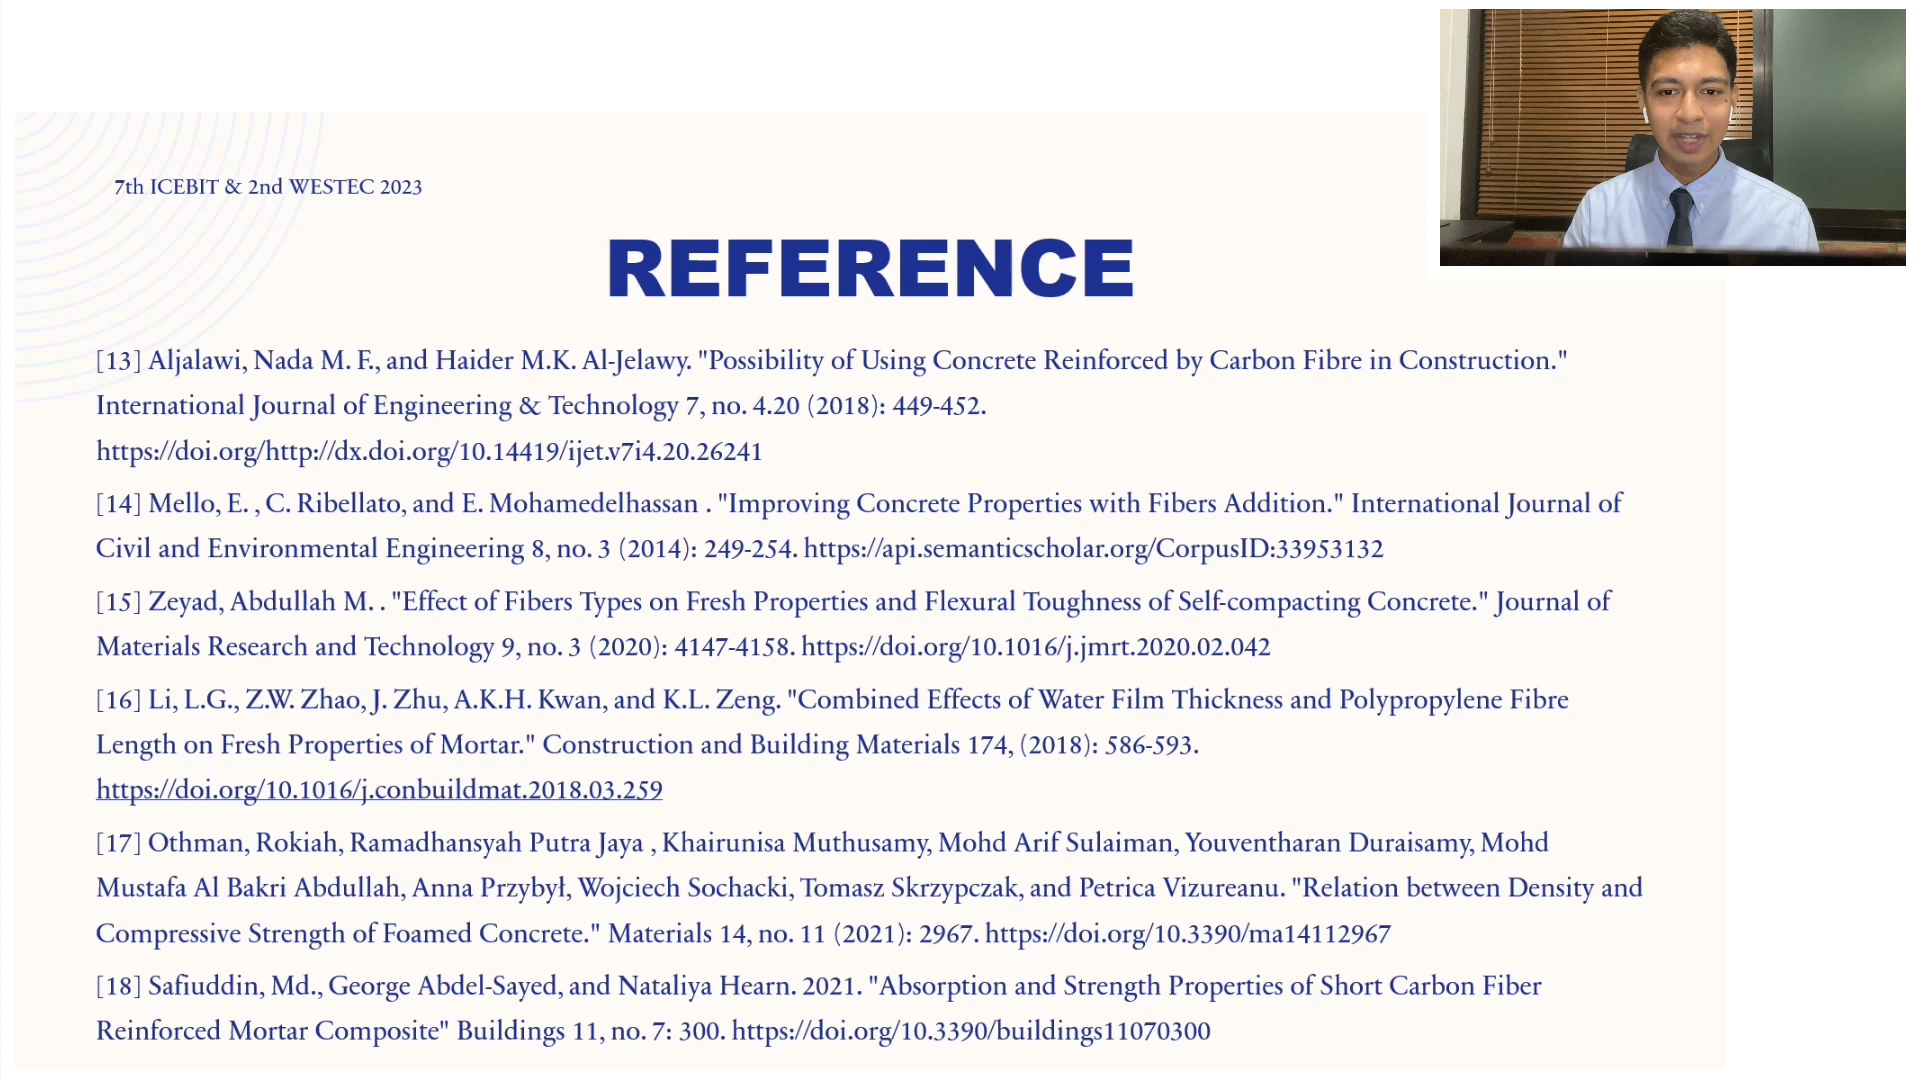 7th ICEBIT & 2nd WESTEC 2023
REFERENCE
[13] Aljalawi, Nada M. F., and Haider M.K. Al-Jelawy. "Possibility of Using Concrete Reinforced by Carbon Fibre in Construction."
International Journal of Engineering & Technology 7, no. 4.20 (2018): 449-452.
https://doi.org/http://dx.doi.org/10.14419/ijet.v7i4.20.26241
[14] Mello, E. , C. Ribellato, and E. Mohamedelhassan . "Improving Concrete Properties with Fibers Addition." International Journal of
Civil and Environmental Engineering 8, no. 3 (2014): 249-254. https://api.semanticscholar.org/CorpusID:33953132
[15] Zeyad, Abdullah M. . "Effect of Fibers Types on Fresh Properties and Flexural Toughness of Self-compacting Concrete." Journal of
Materials Research and Technology 9, no. 3 (2020): 4147-4158. https://doi.org/10.1016/j.jmrt.2020.02.042
[16] Li, L.G., Z.W. Zhao, J. Zhu, A.K.H. Kwan, and K.L. Zeng. "Combined Effects of Water Film Thickness and Polypropylene Fibre
Length on Fresh Properties of Mortar." Construction and Building Materials 174, (2018): 586-593.
https://doi.org/10.1016/j.conbuildmat.2018.03.259
[17] Othman, Rokiah, Ramadhansyah Putra Jaya , Khairunisa Muthusamy, Mohd Arif Sulaiman, Youventharan Duraisamy, Mohd
Mustafa Al Bakri Abdullah, Anna Przybył, Wojciech Sochacki, Tomasz Skrzypczak, and Petrica Vizureanu. "Relation between Density and
Compressive Strength of Foamed Concrete." Materials 14, no. 11 (2021): 2967. https://doi.org/10.3390/ma14112967
[18] Safiuddin, Md., George Abdel-Sayed, and Nataliya Hearn. 2021. "Absorption and Strength Properties of Short Carbon Fiber
Reinforced Mortar Composite" Buildings 11, no. 7: 300. https://doi.org/10.3390/buildings11070300